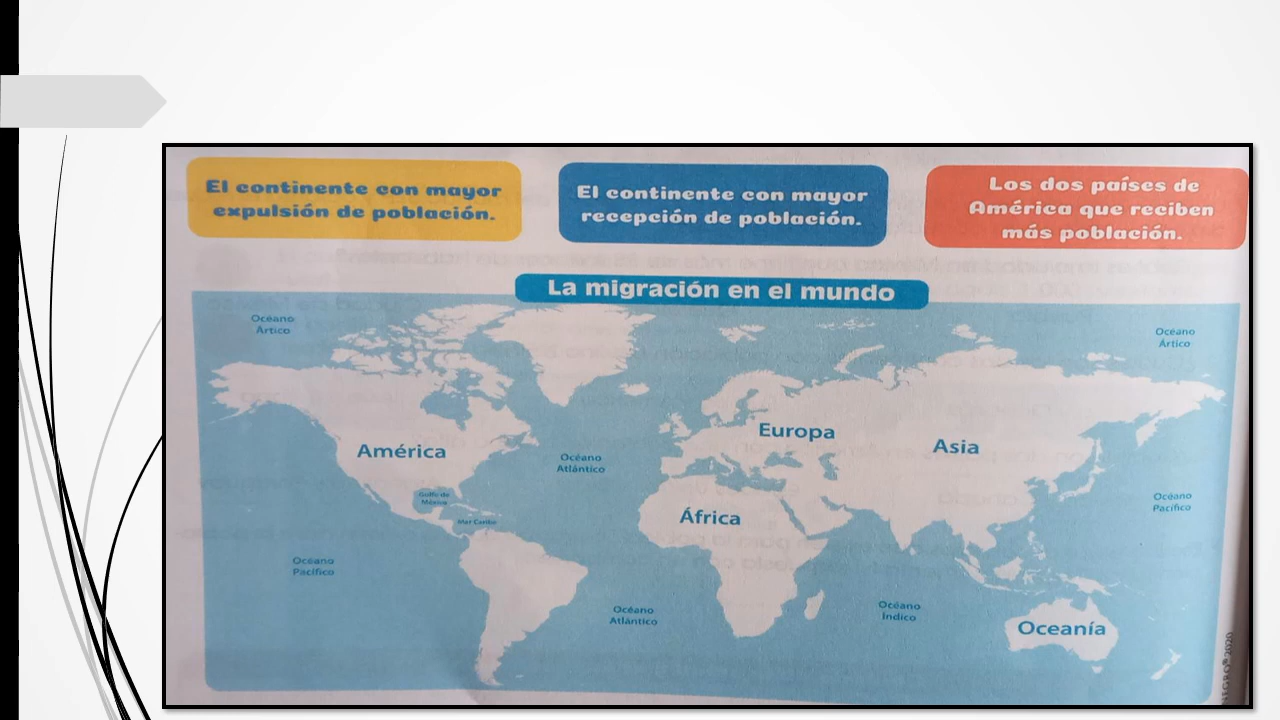 El continente con mayor
expulsión de población.
El continente con mayor
recepción de población.
Los dos países de
América que reciben
más población.
La migración en el mundo
Océano
Ártico
Océano
Ártico
América
Europa
Asia
Océano
Atlántico
Golfo de
México
Mar Caribe
África
Océano
Pacífico
Océano
Pacífico
Océano
Atlántico
Océano
Índico
Oceanía